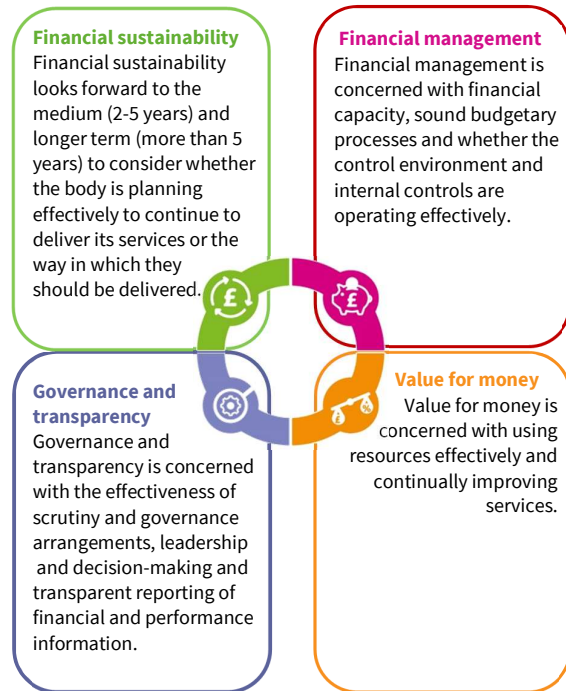 Financial sustainability
Financial sustainability
looks forward to the
medium (2-5 years) and
longer term (more than 5
years) to consider whether
the body is planning
effectively to continue to
deliver its services or the
way in which they
should be delivered.
Financial management
Financial management is
concerned with financial
capacity, sound budgetary
processes and whether the
control environment and
internal controls are
operating effectively.
£
£
Governance and
transparency
Governance and
transparency is concerned
with the effectiveness of
scrutiny and governance
arrangements, leadership
and decision-making and
transparent reporting of
financial and performance
information.
£ %
Value for money
Value for money is
concerned with using
resources effectively and
continually improving
services.